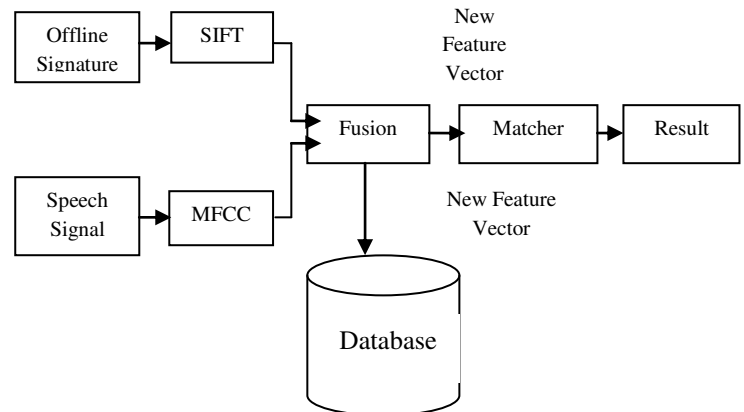 Offline
Signature
SIFT
New
Feature
Vector
Fusion
Matcher
Result
Speech
Signal
MFCC
New Feature
Vector
Database